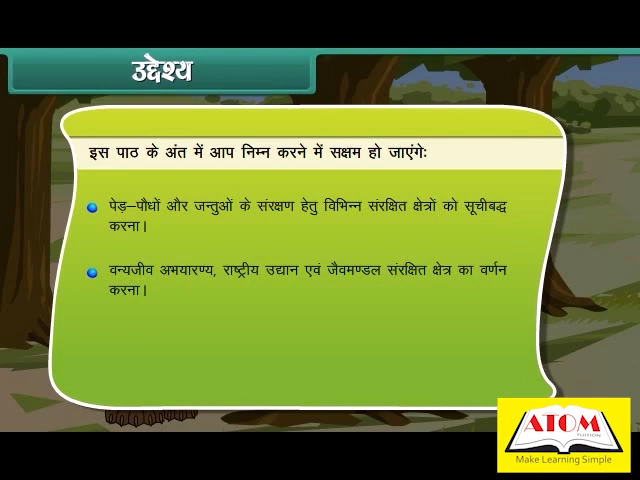 उद्देश्य
इस पाठ के अंत में आप निम्न करने में सक्षम हो जाएंगेः
पेड़–पौधों और जन्तुओं के संरक्षण हेतु विभिन्न संरक्षित क्षेत्रों को सूचीबद्ध
करना।
वन्यजीव अभयारण्य, राष्ट्रीय उद्यान एवं जैवमण्डल संरक्षित क्षेत्र का वर्णन
करना।
ATOM
TUITION
Make Learning Simple